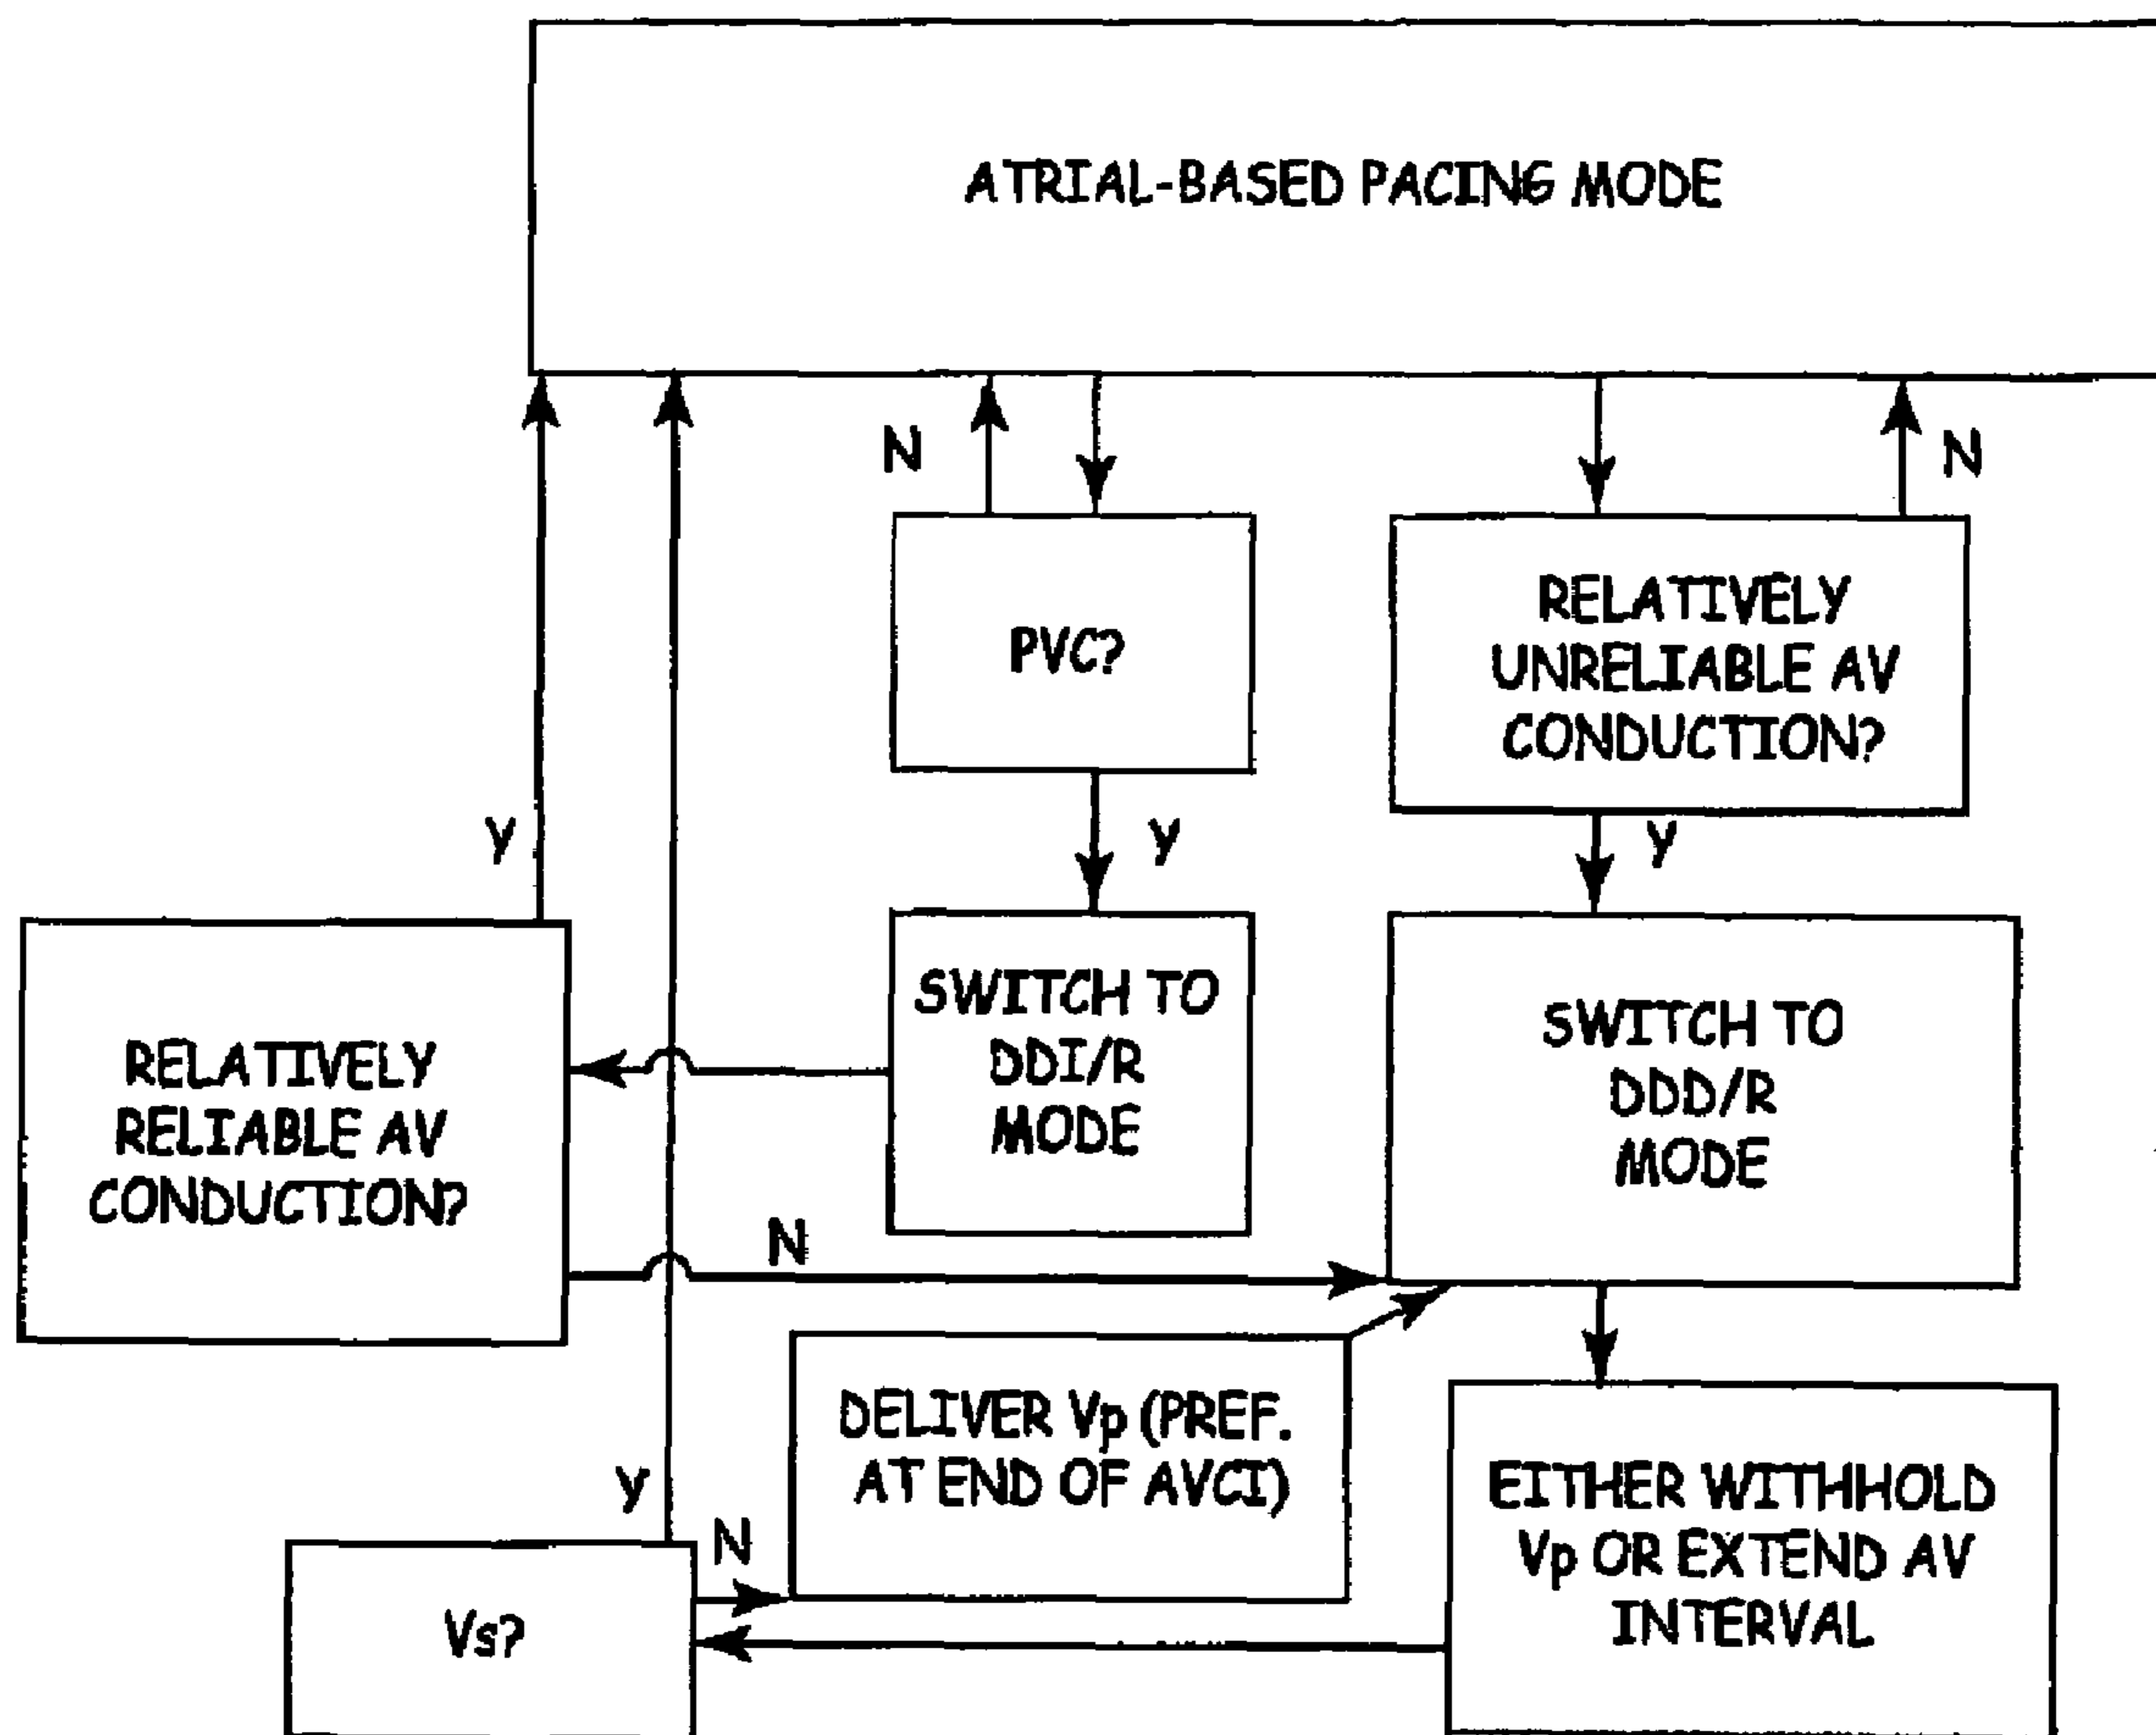 ATRIAL-BASED PACING MODE
N
N
PVC?
RELATIVELY
UNRELIABLE AV
CONDUCTION?
Y
Y
Y
RELATIVELY
RELIABLE AV
CONDUCTION?
SWITCH TO
DDI/R
MODE
SWITCH TO
DDD/R
MODE
N
DELIVER Vp (PREF.
AT END OF AVCI)
EITHER WITHHOLD
Vp OR EXTEND AV
INTERVAL
Y
N
Vs?